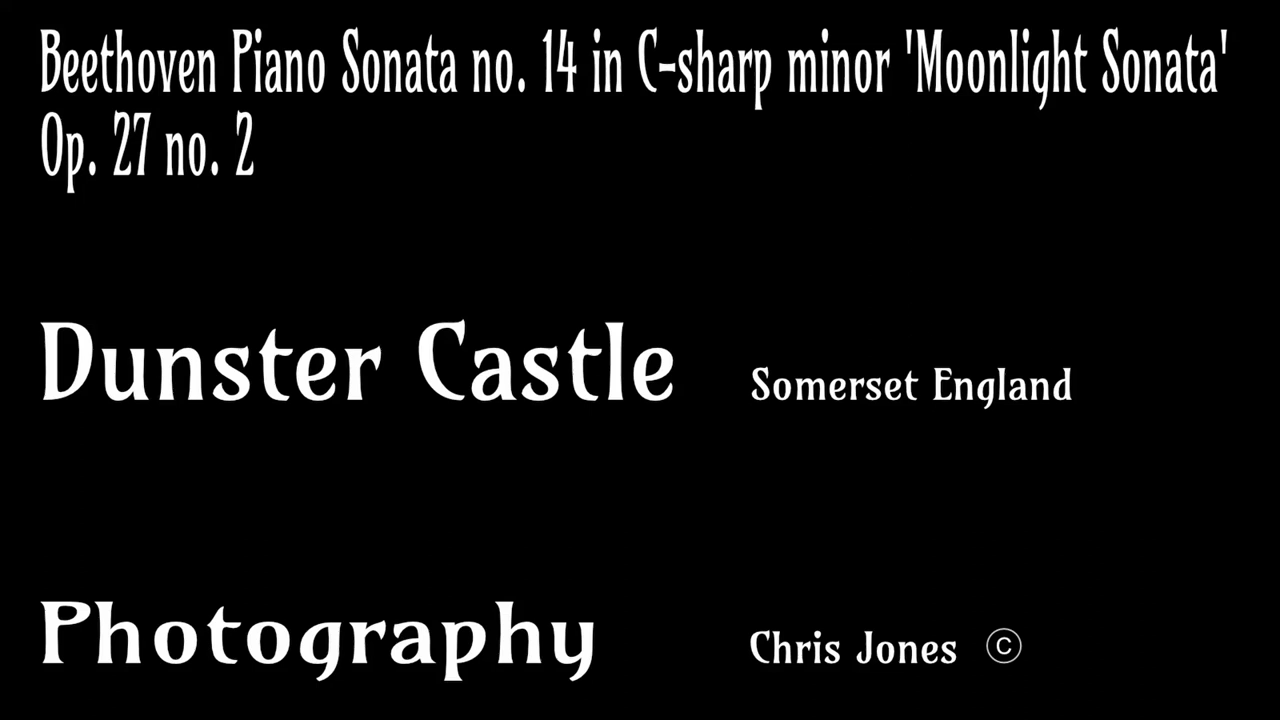 Beethoven Piano Sonata no. 14 in C-sharp minor 'Moonlight Sonata'
Op. 27 no. 2
Dunster Castle Somerset England
Photography Chris Jones ©